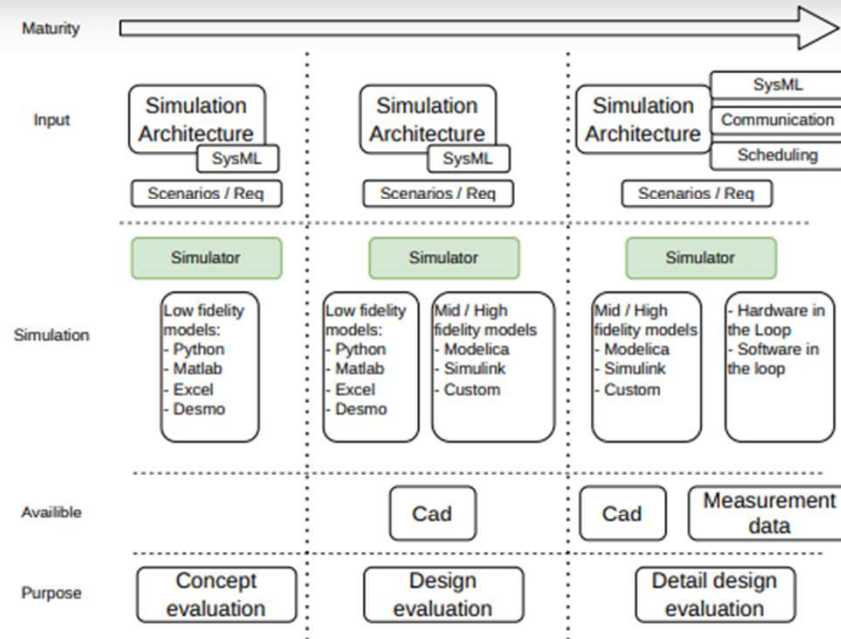 Maturity
Input
Simulation
Architecture
SysML
Scenarios / Req
Simulation
Architecture
SysML
Scenarios / Req
Simulation
Architecture
SysML
Communication
Scheduling
Scenarios / Req
Simulation
Simulator
Low fidelity
models:
- Python
- Matlab
- Excel
- Desmo
Simulator
Low fidelity
models:
- Python
- Matlab
- Excel
- Desmo
Mid / High
fidelity models
- Modelica
- Simulink
- Custom
Simulator
Mid / High
fidelity models
- Modelica
- Simulink
- Custom
- Hardware in
the Loop
- Software in
the loop
Availible
Cad
Cad
Measurement
data
Purpose
Concept
evaluation
Design
evaluation
Detail design
evaluation